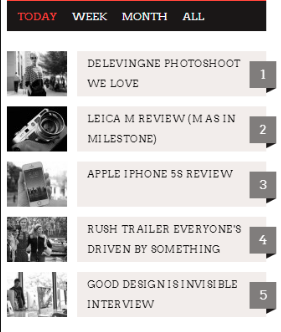 TODAY WEEK MONTH ALL
DELEVINGNE PHOTOSHOOT
WE LOVE
1
LEICA M REVIEW (M AS IN
MILESTONE)
2
APPLE IPHONE 5S REVIEW
3
RUSH TRAILER EVERYONE'S
DRIVEN BY SOMETHING
4
GOOD DESIGN IS INVISIBLE
INTERVIEW
5